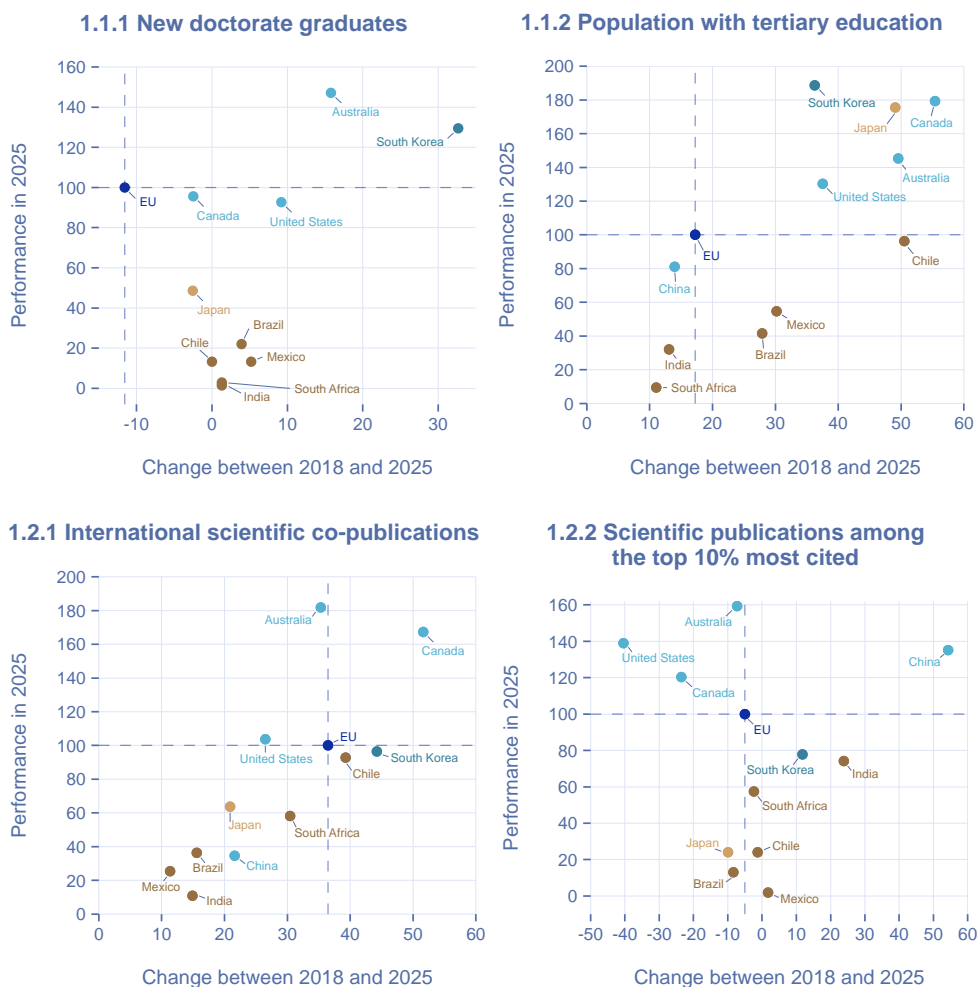 1.1.1 New doctorate graduates
Performance in 2025
160
140
120
100
80
60
40
20
0
Australia
South Korea
EU
Canada
United States
Japan
Brazil
Chile
Mexico
South Africa
India
-10 0 10 20 30
Change between 2018 and 2025
1.1.2 Population with tertiary education
Performance in 2025
200
180
160
140
120
100
80
60
40
20
0
South Korea
Japan
Canada
Australia
United States
EU
Chile
China
Mexico
Brazil
India
South Africa
0 10 20 30 40 50 60
Change between 2018 and 2025
1.2.1 International scientific co-publications
Performance in 2025
200
180
160
140
120
100
80
60
40
20
0
Australia
Canada
EU
United States
South Korea
Chile
Japan
South Africa
Brazil
China
Mexico
India
0 10 20 30 40 50 60
Change between 2018 and 2025
1.2.2 Scientific publications among
the top 10% most cited
Performance in 2025
160
140
120
100
80
60
40
20
0
Australia
United States
China
Canada
EU
South Korea
India
South Africa
Japan
Chile
Brazil
Mexico
-50 -40 -30 -20 -10 0 10 20 30 40 50 60
Change between 2018 and 2025